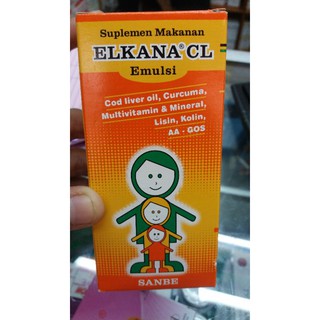 Suplemen Makanan
ELKANA® CL
Emulsi
Cod liver oil, Curcuma,
Multivitamin & Mineral,
Lisin, Kolin,
AA - GOS
SANBE